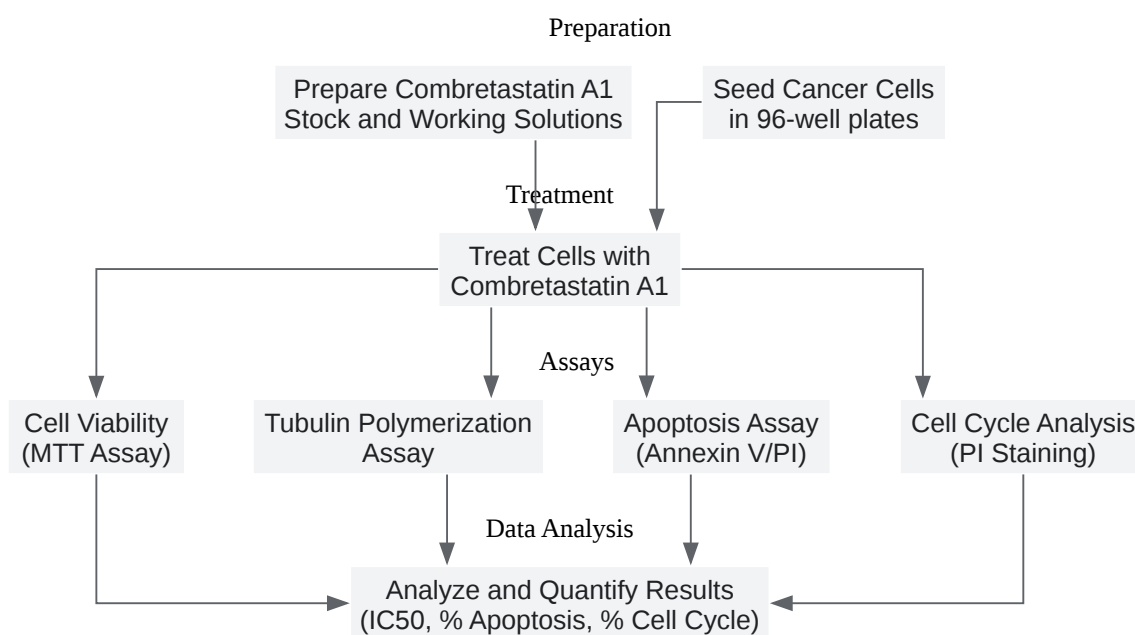 Preparation
Prepare Combretastatin A1
Stock and Working Solutions
Seed Cancer Cells
in 96-well plates
Treatment
Treat Cells with
Combretastatin A1
Assays
Cell Viability
(MTT Assay)
Tubulin Polymerization
Assay
Apoptosis Assay
(Annexin V/PI)
Cell Cycle Analysis
(PI Staining)
Data Analysis
Analyze and Quantify Results
(IC50, % Apoptosis, % Cell Cycle)